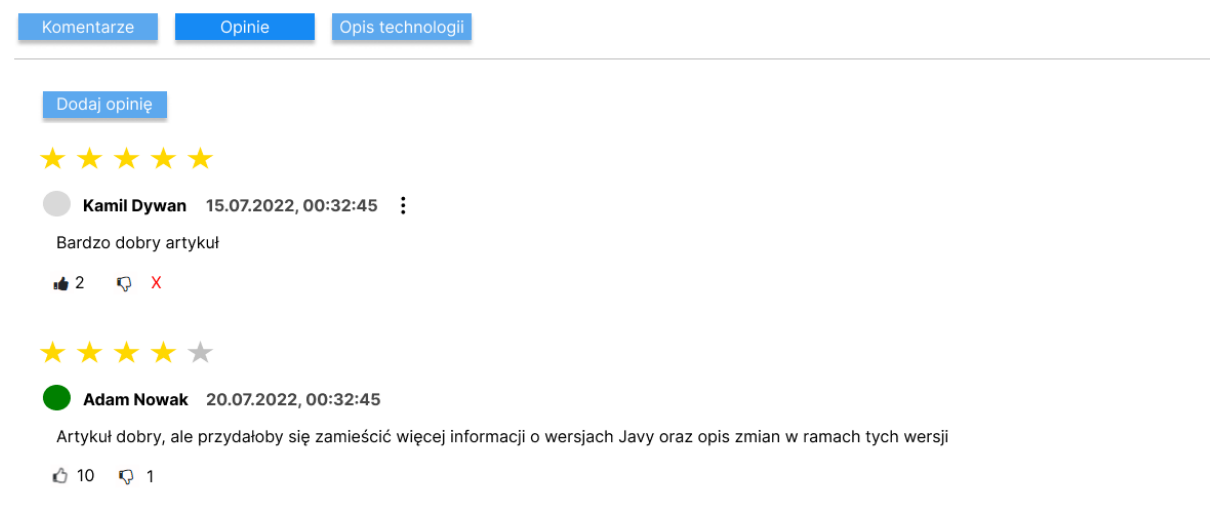 Komentarze Opinie Opis technologii
Dodaj opinię
Kamil Dywan 15.07.2022, 00:32:45
Bardzo dobry artykuł
2 X
Adam Nowak 20.07.2022, 00:32:45
Artykuł dobry, ale przydałoby się zamieścić więcej informacji o wersjach Javy oraz opis zmian w ramach tych wersji
10 1